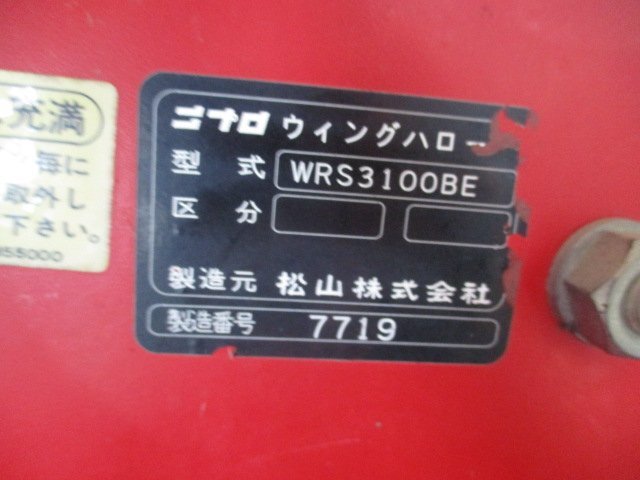 充満
毎に
取外し
下さい。
ニプロ ウィングハロー
型式 WRS3100BE
区分
製造元 松山株式会社
製造番号 7719